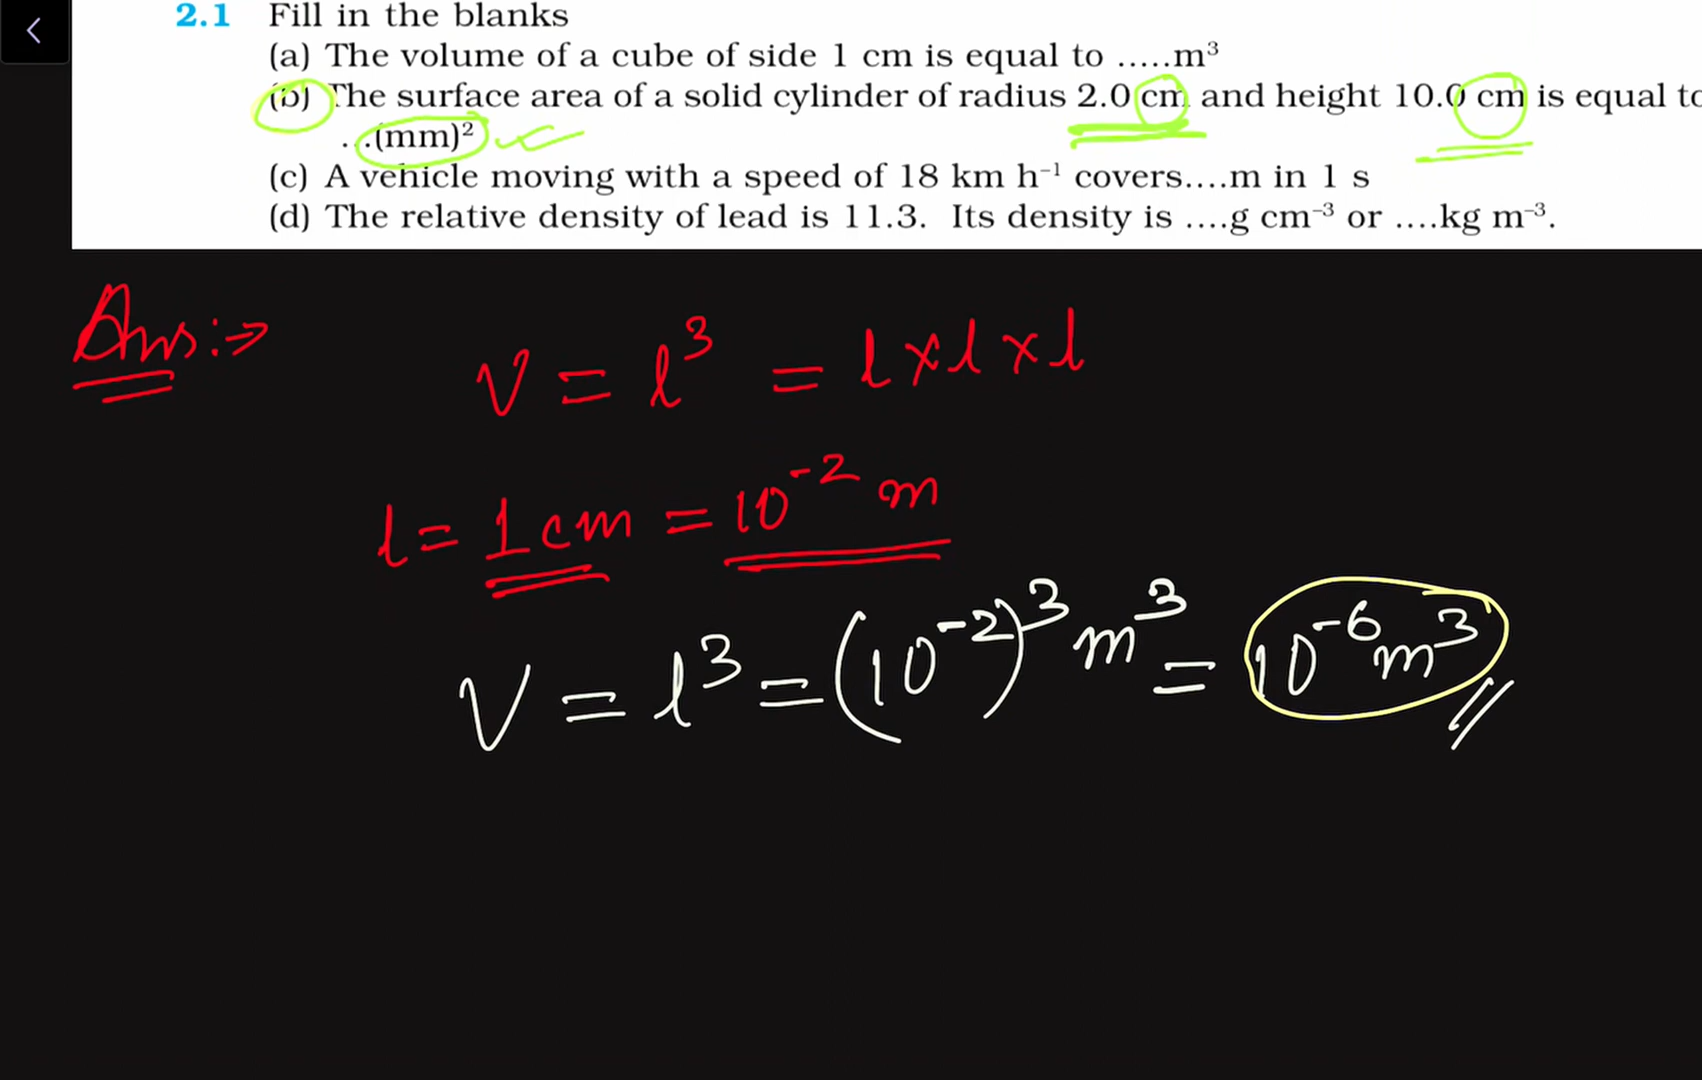 2.1 Fill in the blanks
(a) The volume of a cube of side 1 cm is equal to .....m³
(b) The surface area of a solid cylinder of radius 2.0 cm and height 10.0 cm is equal to
...(mm)²
(c) A vehicle moving with a speed of 18 km h⁻¹ covers....m in 1 s
(d) The relative density of lead is 11.3. Its density is ....g cm⁻³ or ....kg m⁻³.
Ans:⇒
V = l³ = l×l×l
l = 1cm = 10⁻² m
V = l³ = (10⁻²)³ m³ = 10⁻⁶m³